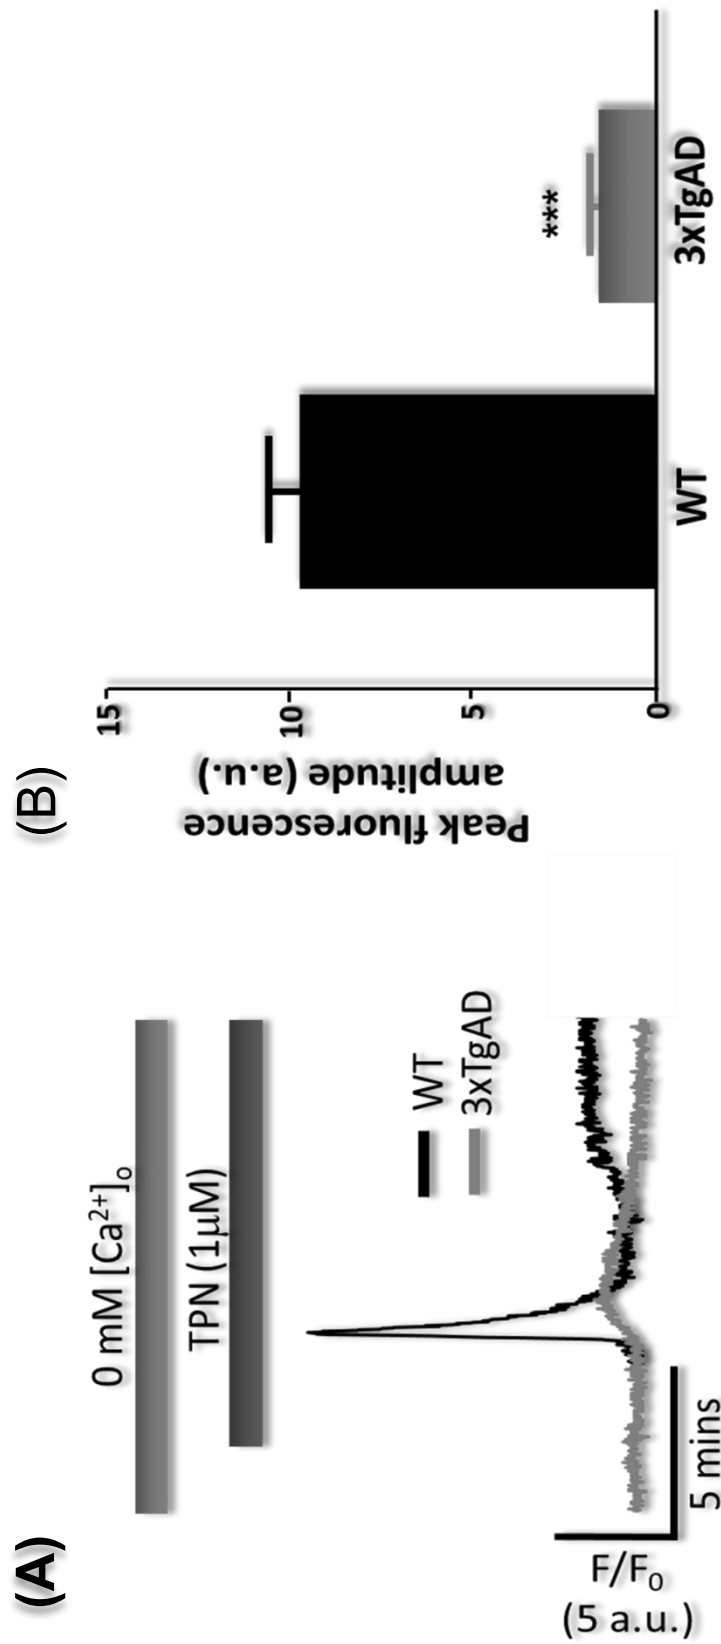 (A)
0 mM [Ca²⁺]ₒ
TPN (1μM)
WT
3xTgAD
F/F₀
(5 a.u.)
5 mins
(B)
Peak fluorescence
amplitude (a.u.)
15
10
5
0
***
WT
3xTgAD